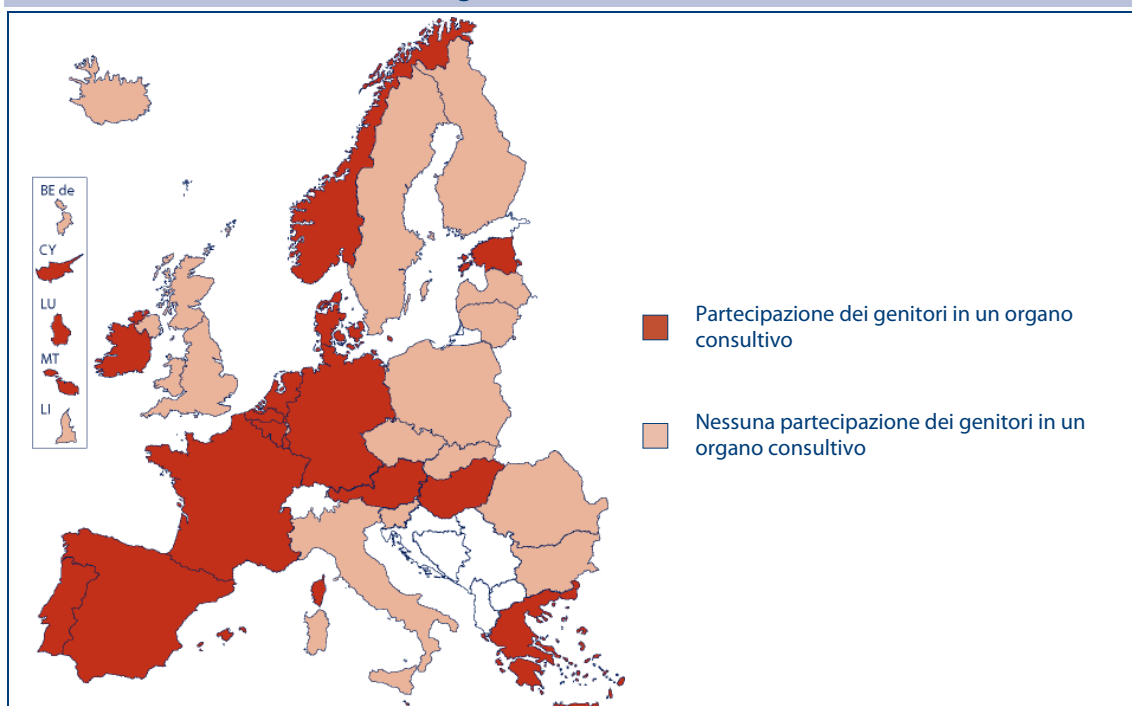 BE de
CY
LU
MT
LI
Partecipazione dei genitori in un organo
consultivo
Nessuna partecipazione dei genitori in un
organo consultivo